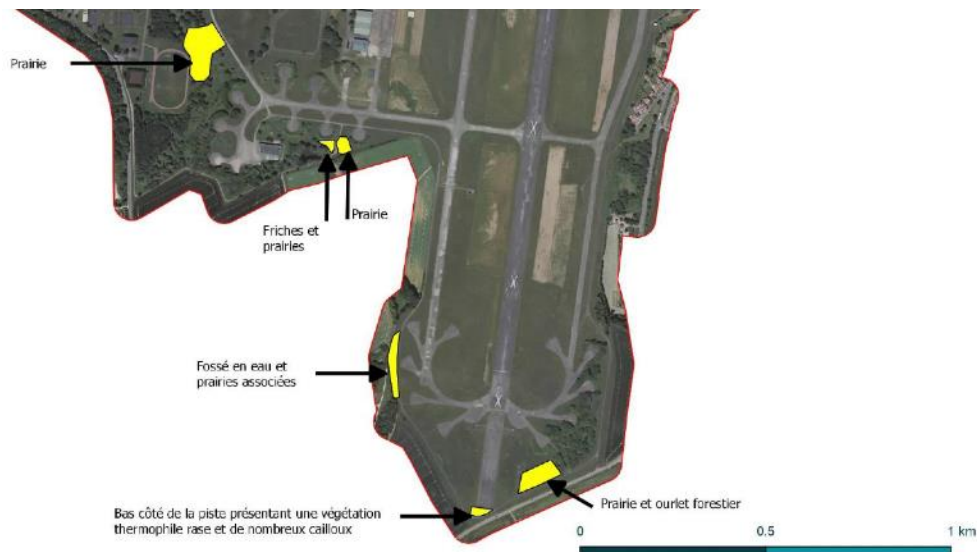 Prairie
Prairie
Friches et
prairies
Fossé en eau et
prairies associées
Prairie et ourlet forestier
Bas côté de la piste présentant une végétation
thermophile rase et de nombreux cailloux
0 0.5 1 km